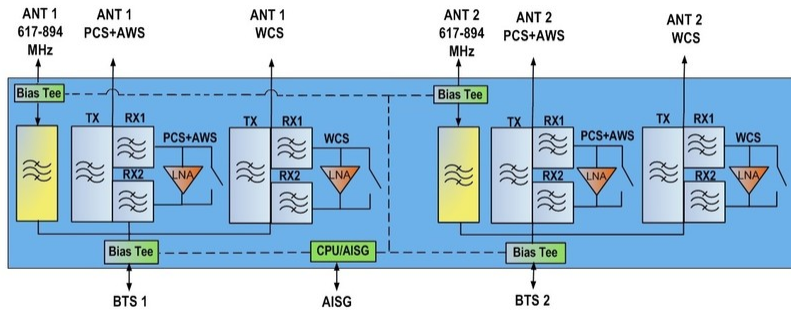 ANT 1
617-894
MHz
ANT 1
PCS+AWS
ANT 1
WCS
ANT 2
617-894
MHz
ANT 2
PCS+AWS
ANT 2
WCS
Bias Tee
Bias Tee
TX
RX1
PCS+AWS
RX2
LNA
TX
RX1
WCS
RX2
LNA
TX
RX1
PCS+AWS
RX2
LNA
TX
RX1
WCS
RX2
LNA
Bias Tee
CPU/AISG
Bias Tee
BTS 1
AISG
BTS 2